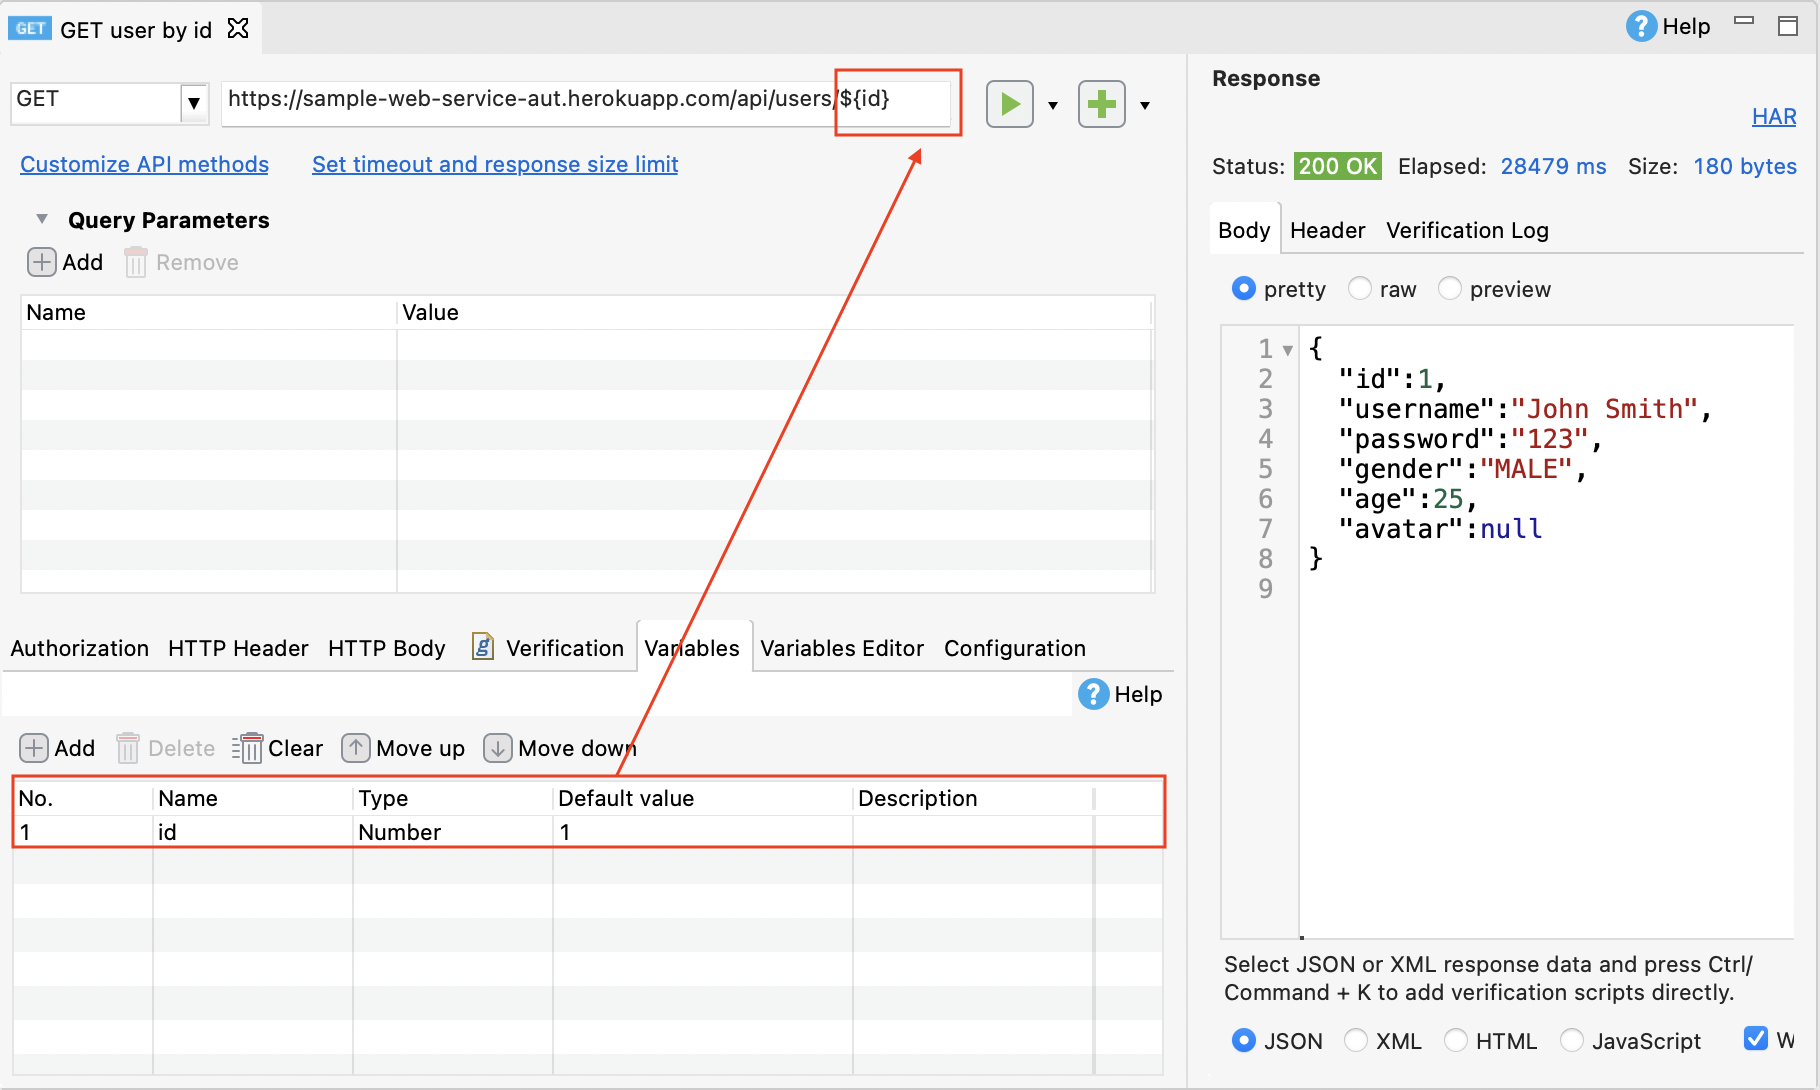 GET GET user by id
Help
GET
https://sample-web-service-aut.herokuapp.com/api/users/${id}
Customize API methods
Set timeout and response size limit
Query Parameters
Add Remove
Name Value
Authorization HTTP Header HTTP Body Verification Variables Variables Editor Configuration
Help
Add Delete Clear Move up Move down
No. Name Type Default value Description
1 id Number 1
Response
HAR
Status: 200 OK Elapsed: 28479 ms Size: 180 bytes
Body Header Verification Log
pretty raw preview
1 {
2 "id":1,
3 "username":"John Smith",
4 "password":"123",
5 "gender":"MALE",
6 "age":25,
7 "avatar":null
8 }
9
Select JSON or XML response data and press Ctrl/
Command + K to add verification scripts directly.
JSON XML HTML JavaScript W